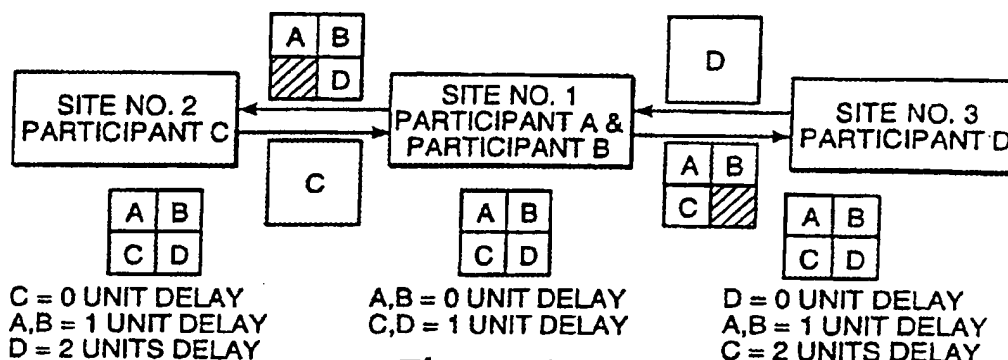 A B
D
D
SITE NO. 2
PARTICIPANT C
SITE NO. 1
PARTICIPANT A &
PARTICIPANT B
SITE NO. 3
PARTICIPANT D
C
A B
C
A B
C D
A B
C D
A B
C D
C = 0 UNIT DELAY
A,B = 1 UNIT DELAY
D = 2 UNITS DELAY
A,B = 0 UNIT DELAY
C,D = 1 UNIT DELAY
D = 0 UNIT DELAY
A,B = 1 UNIT DELAY
C = 2 UNITS DELAY